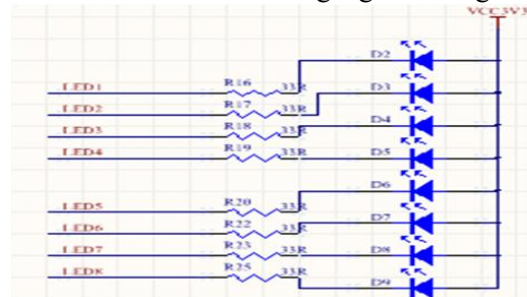 VCC3V3
D2
LED1 R16 33R D3
LED2 R17 33R
LED3 R18 33R D4
LED4 R19 33R D5
D6
LED5 R20 33R
LED6 R22 33R D7
LED7 R23 33R D8
LED8 R25 33R
D9